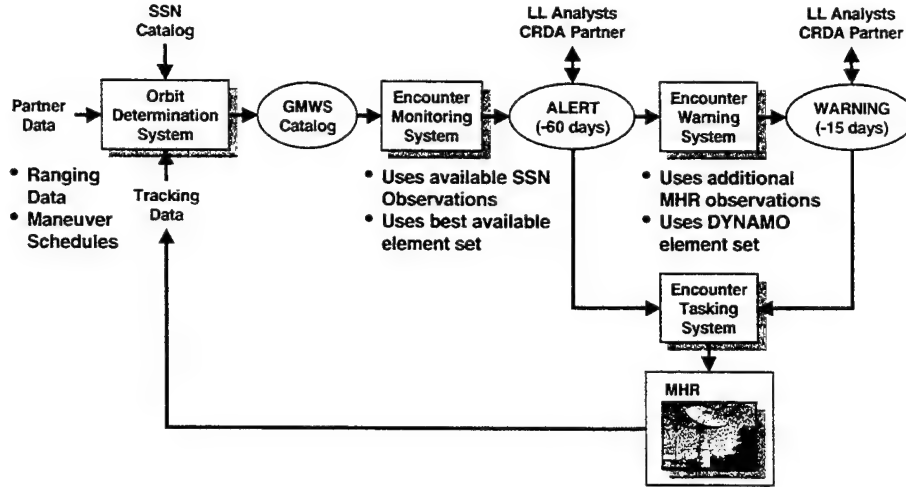 SSN
Catalog
LL Analysts
CRDA Partner
LL Analysts
CRDA Partner
Partner
Data
Orbit
Determination
System
GMWS
Catalog
Encounter
Monitoring
System
ALERT
(-60 days)
Encounter
Warning
System
WARNING
(-15 days)
• Ranging
Data
• Maneuver
Schedules
Tracking
Data
• Uses available SSN
Observations
• Uses best available
element set
• Uses additional
MHR observations
• Uses DYNAMO
element set
Encounter
Tasking
System
MHR